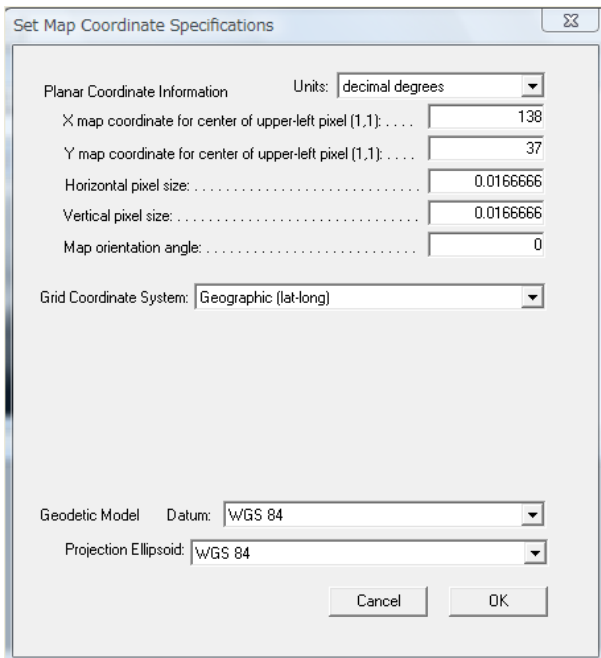 Set Map Coordinate Specifications
Planar Coordinate Information Units: decimal degrees
X map coordinate for center of upper-left pixel (1,1): . . . . 138
Y map coordinate for center of upper-left pixel (1,1): . . . . 37
Horizontal pixel size: . . . . . . . . . . . . . . . . . . . . . . . . . . . . 0.0166666
Vertical pixel size: . . . . . . . . . . . . . . . . . . . . . . . . . . . . . . 0.0166666
Map orientation angle: . . . . . . . . . . . . . . . . . . . . . . . . . . 0
Grid Coordinate System: Geographic (lat-long)
Geodetic Model Datum: WGS 84
Projection Ellipsoid: WGS 84
Cancel OK